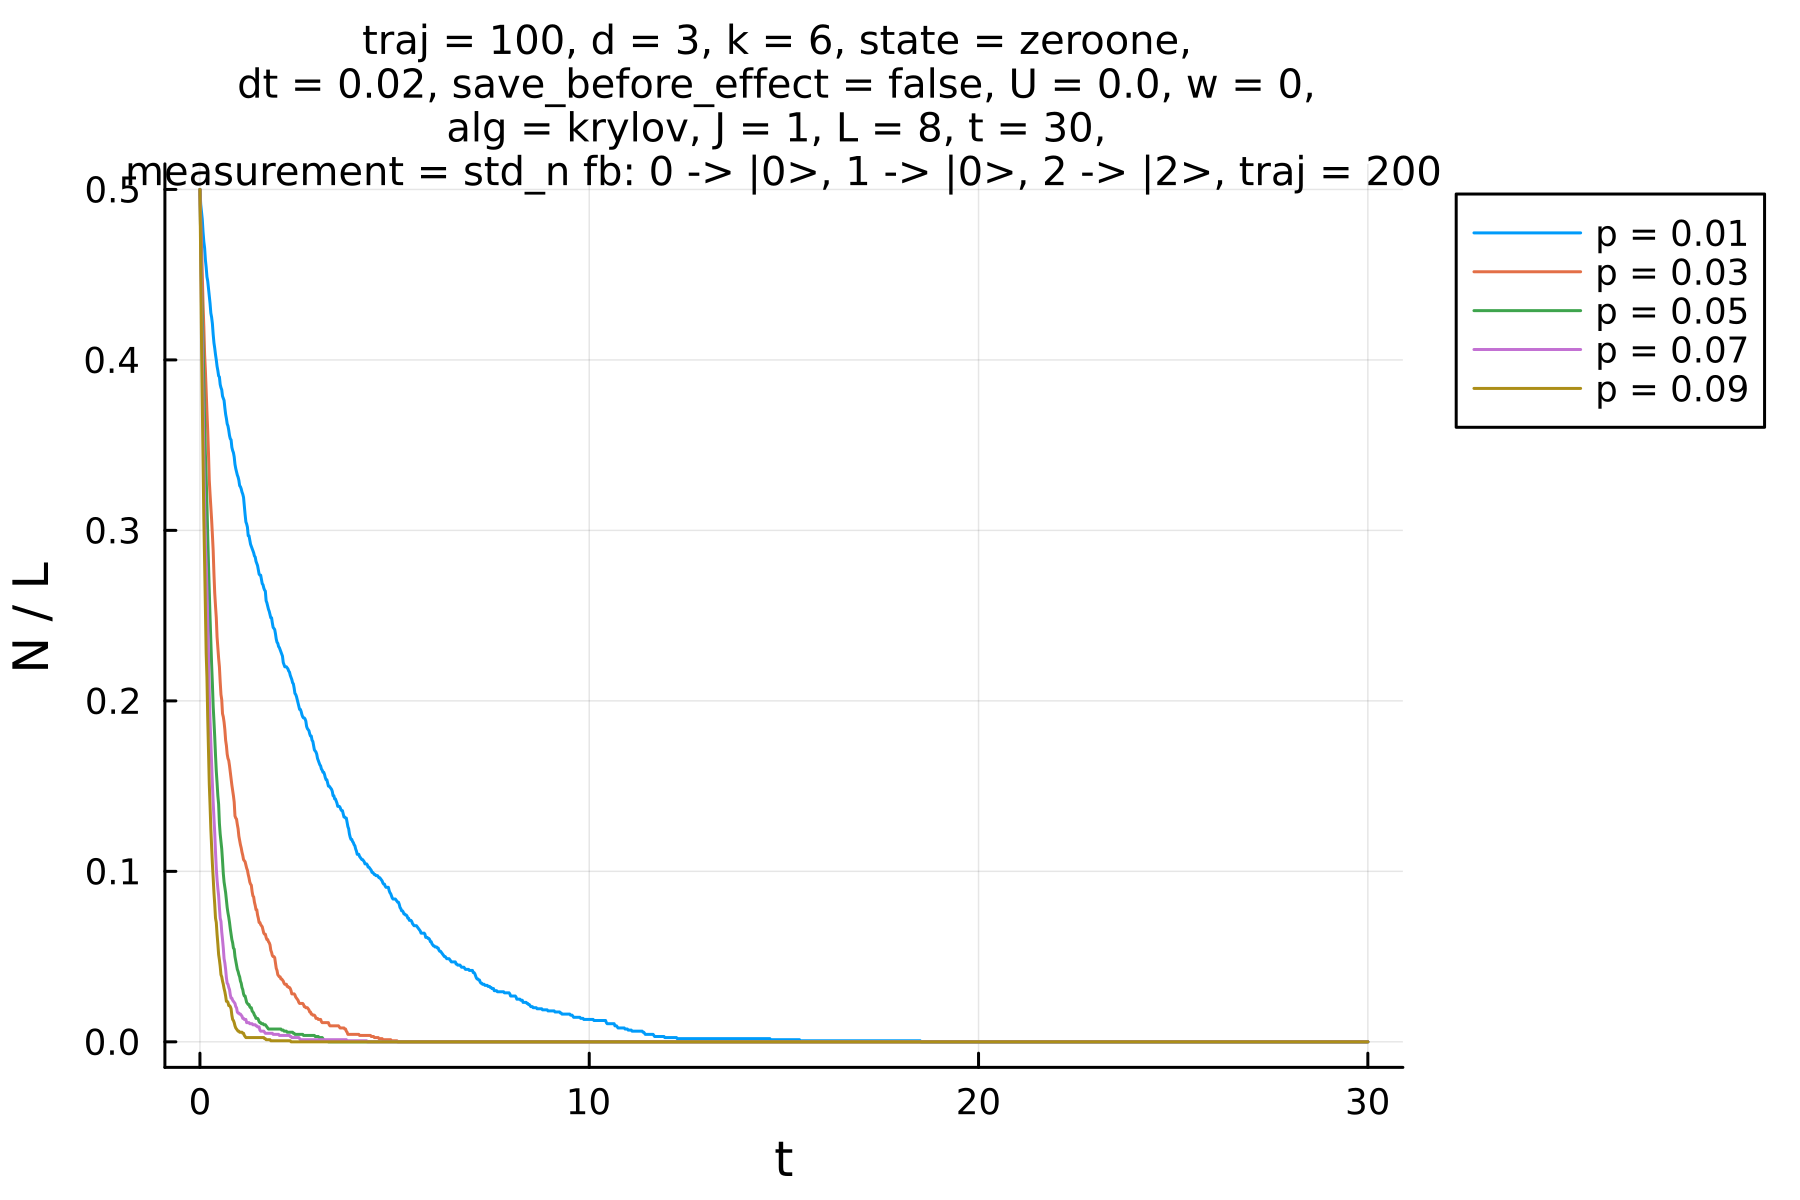 traj = 100, d = 3, k = 6, state = zeroone,
dt = 0.02, save_before_effect = false, U = 0.0, w = 0,
alg = krylov, J = 1, L = 8, t = 30,
measurement = std_n fb: 0 -> |0>, 1 -> |0>, 2 -> |2>, traj = 200
0.5
0.4
0.3
0.2
0.1
0.0
N / L
0
10
20
30
t
p = 0.01
p = 0.03
p = 0.05
p = 0.07
p = 0.09